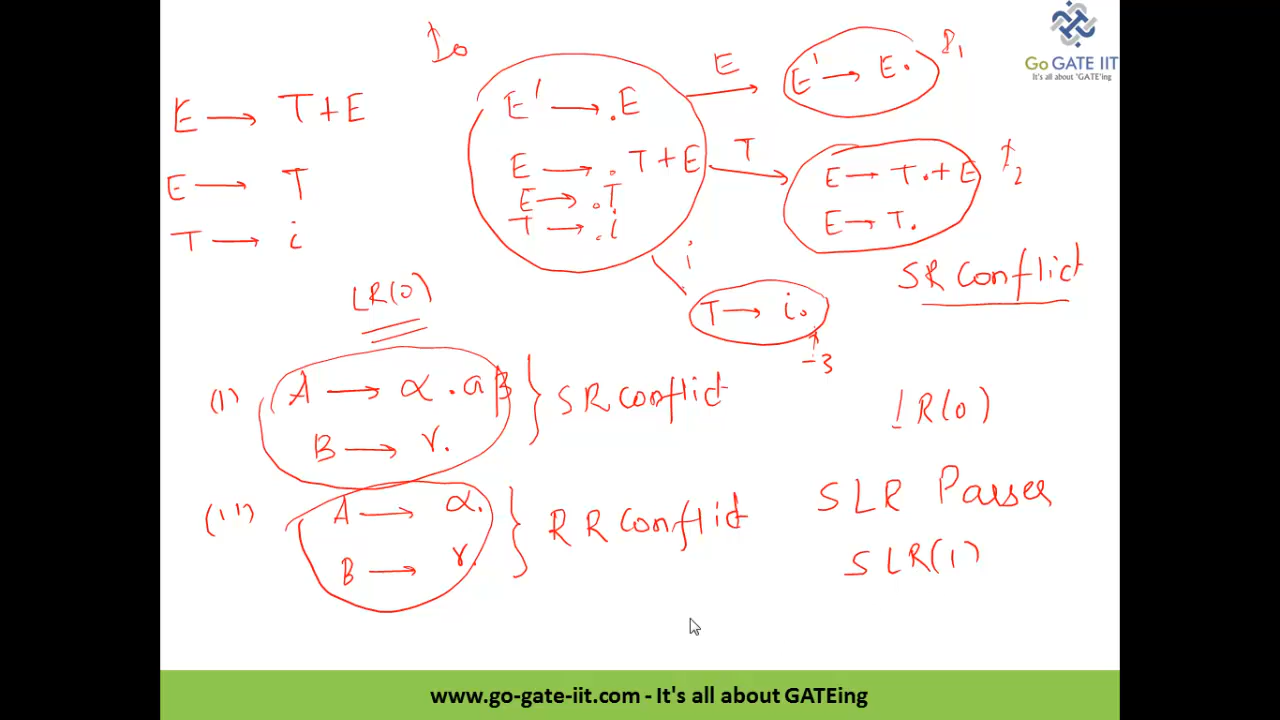 Go GATE IIT
It's all about 'GATE'ing
I0
E' → .E
E → .T+E
E → .T
T → .i
E
E' → E.
I1
T
E → T.+E
E → T.
I2
i
T → i.
I3
E → T+E
E → T
T → i
SR Conflict
LR(0)
(i) A → α.aβ
B → γ.
} SR Conflict
(ii) A → α.
B → γ.
} RR Conflict
LR(0)
SLR Parser
SLR(1)
www.go-gate-iit.com - It's all about GATEing